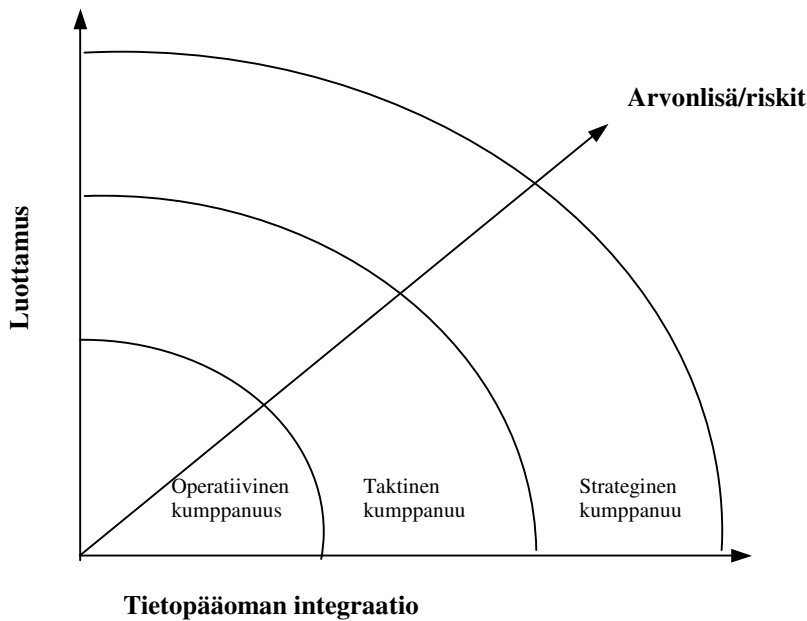 Arvonlisä/riskit
Luottamus
Operatiivinen
kumppanuus
Taktinen
kumppanuu
Strateginen
kumppanuu
Tietopääoman integraatio